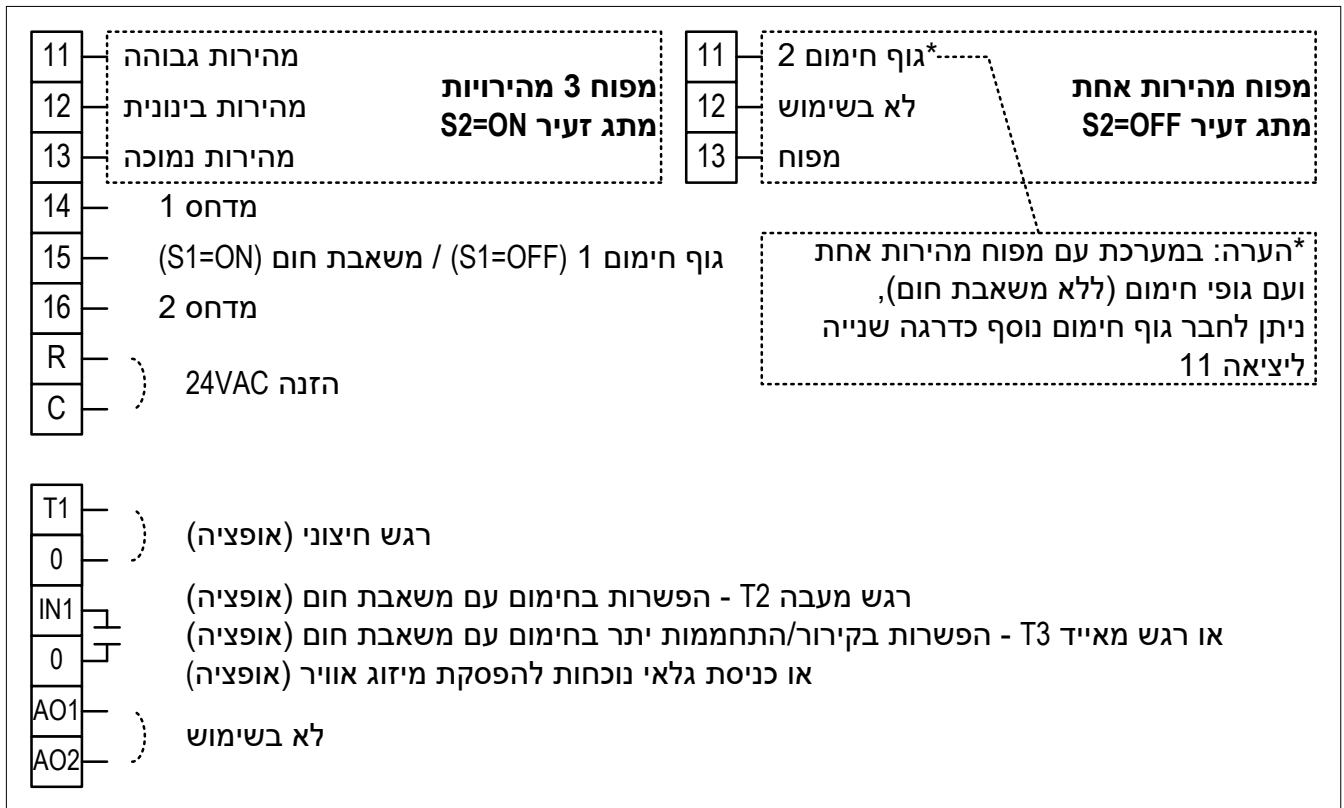 11 מהירות גבוהה
12 מהירות בינונית
13 מהירות נמוכה
מפוח 3 מהירויות
מתג זעיר S2=ON
11 גוף חימום 2*
12 לא בשימוש
13 מפוח
מפוח מהירות אחת
מתג זעיר S2=OFF
14 מדחס 1
15 גוף חימום 1 (S1=OFF) / משאבת חום (S1=ON)
16 מדחס 2
R
C
הזנה 24VAC
*הערה: במערכת עם מפוח מהירות אחת
ועם גופי חימום (ללא משאבת חום),
ניתן לחבר גוף חימום נוסף כדרגה שנייה
ליציאה 11
T1
0
רגש חיצוני (אופציה)
IN1
0
רגש מעבה T2 - הפשרות בחימום עם משאבת חום (אופציה)
או רגש מאייד T3 - הפשרות בקירור/התחממות יתר בחימום עם משאבת חום (אופציה)
או כניסת גלאי נוכחות להפסקת מיזוג אוויר (אופציה)
AO1
AO2
לא בשימוש